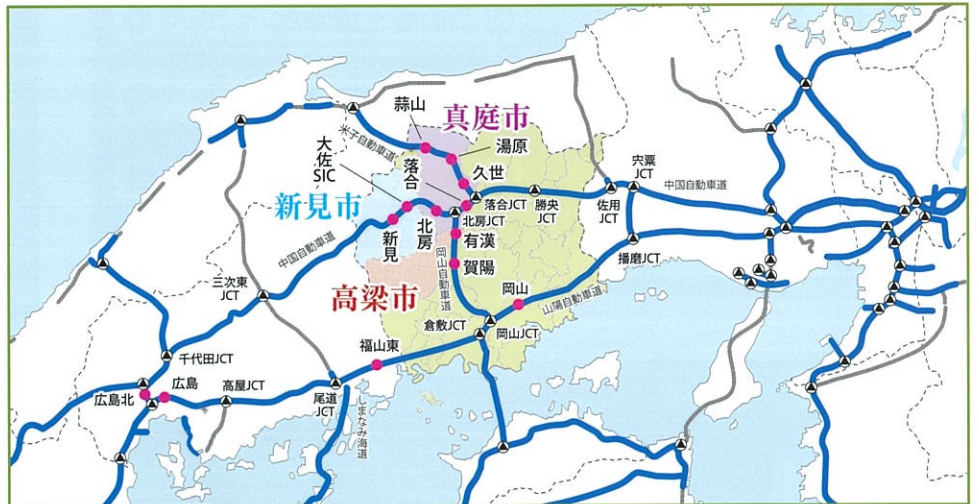 蒜山
真庭市
米子自動車道
湯原
大佐
SIC
落合
久世
宍粟
JCT
中国自動車道
落合JCT
勝央
JCT
佐用
JCT
新見市
北房
北房JCT
有漢
新見
中国自動車道
岡山自動車道
賀陽
播磨JCT
三次東
JCT
高梁市
岡山
山陽自動車道
倉敷JCT
岡山JCT
福山東
千代田JCT
広島北
広島
高屋JCT
尾道
JCT
しまなみ海道